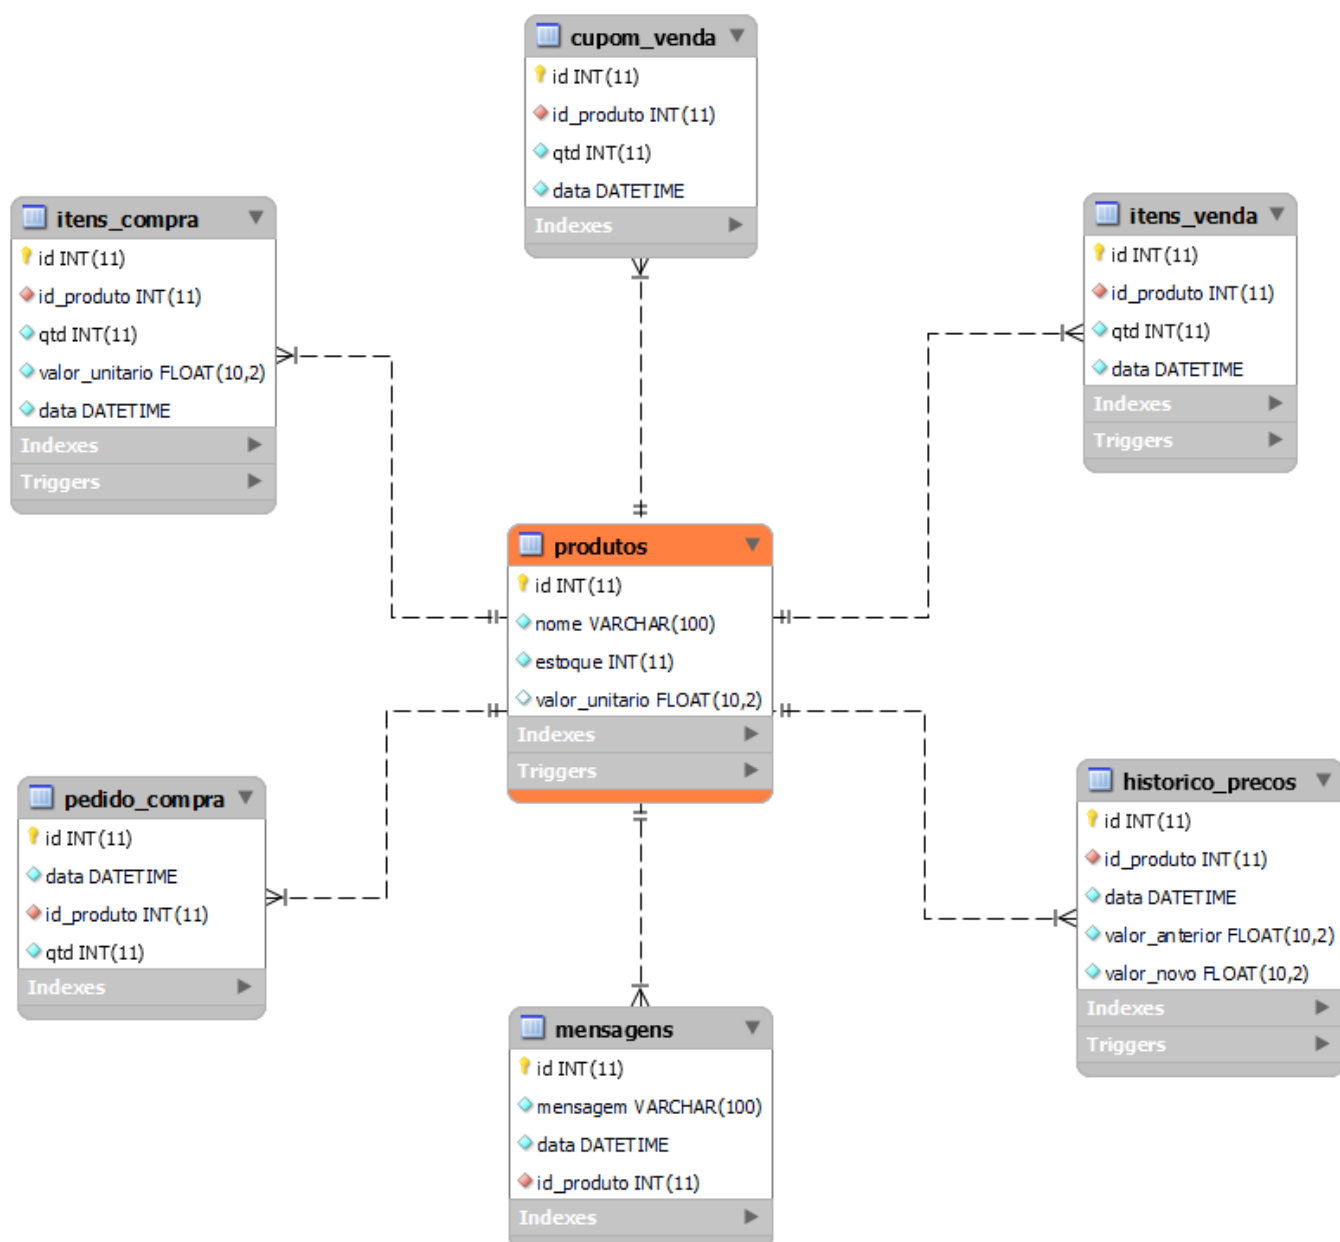 cupom_venda
id INT(11)
id_produto INT(11)
qtd INT(11)
data DATETIME
Indexes
itens_compra
id INT(11)
id_produto INT(11)
qtd INT(11)
valor_unitario FLOAT(10,2)
data DATETIME
Indexes
Triggers
itens_venda
id INT(11)
id_produto INT(11)
qtd INT(11)
data DATETIME
Indexes
Triggers
produtos
id INT(11)
nome VARCHAR(100)
estoque INT(11)
valor_unitario FLOAT(10,2)
Indexes
Triggers
pedido_compra
id INT(11)
data DATETIME
id_produto INT(11)
qtd INT(11)
Indexes
historico_precos
id INT(11)
id_produto INT(11)
data DATETIME
valor_anterior FLOAT(10,2)
valor_novo FLOAT(10,2)
Indexes
Triggers
mensagens
id INT(11)
mensagem VARCHAR(100)
data DATETIME
id_produto INT(11)
Indexes